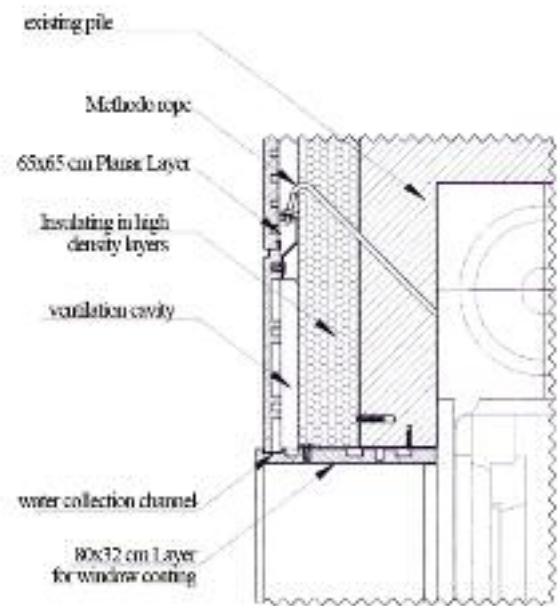 existing pile
Methodo rope
65x65 cm Planar Layer
Insulating in high
density layers
ventilation cavity
water collection channel
80x32 cm Layer
for window coating